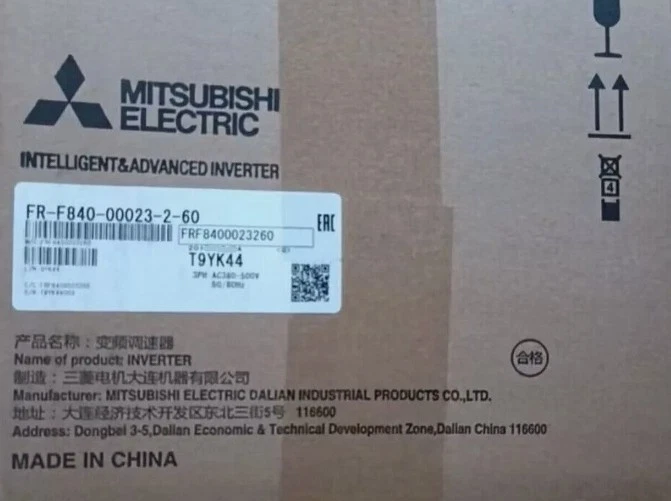 MITSUBISHI
ELECTRIC
INTELLIGENT&ADVANCED INVERTER
FR-F840-00023-2-60
EAC
FRF8400023260
T9YK44
3PH AC380-500V
50/60Hz
4
产品名称：变频调速器
Name of product: INVERTER
制造：三菱电机大连机器有限公司
Manufacturer: MITSUBISHI ELECTRIC DALIAN INDUSTRIAL PRODUCTS CO.,LTD.
地址：大连经济技术开发区东北三街5号 116600
Address: Dongbei 3-5,Dalian Economic & Technical Development Zone,Dalian China 116600
合格
MADE IN CHINA